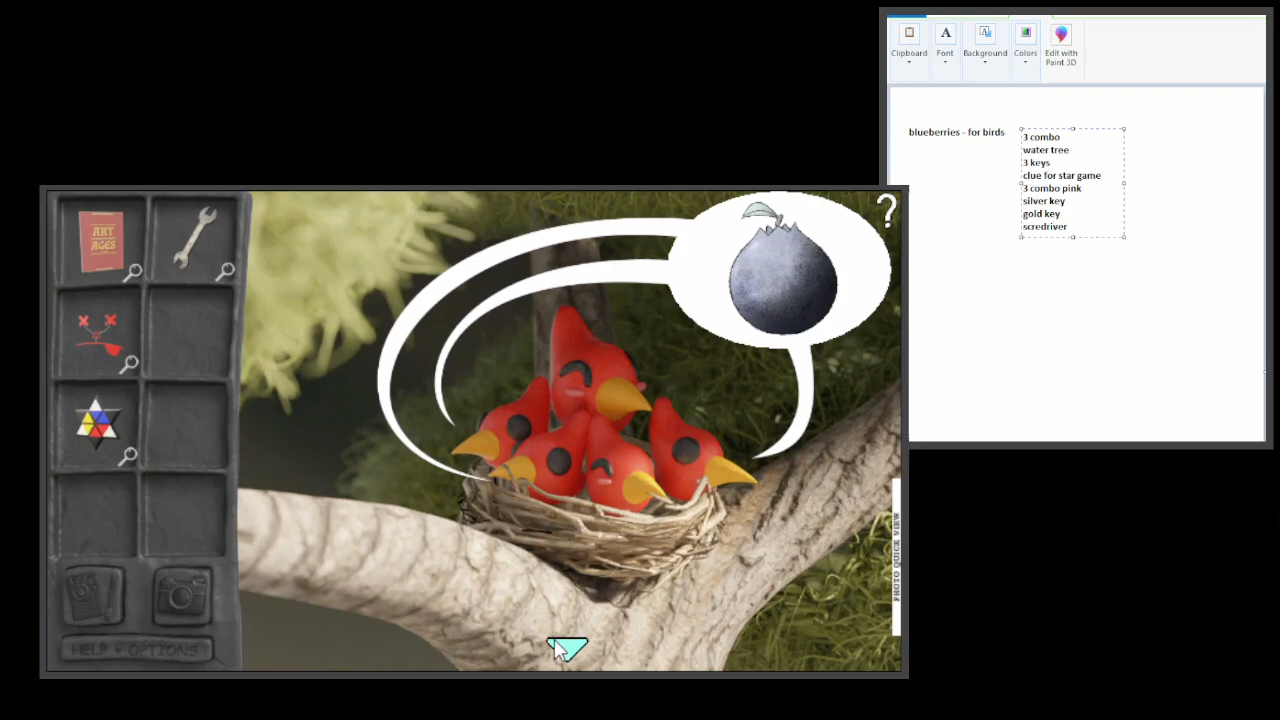 Clipboard
Font
Background
Colors
Edit with
Paint 3D
blueberries - for birds
3 combo
water tree
3 keys
clue for star game
3 combo pink
silver key
gold key
scredriver
ART
AGES
?
PHOTO QUICK VIEW
HELP + OPTIONS